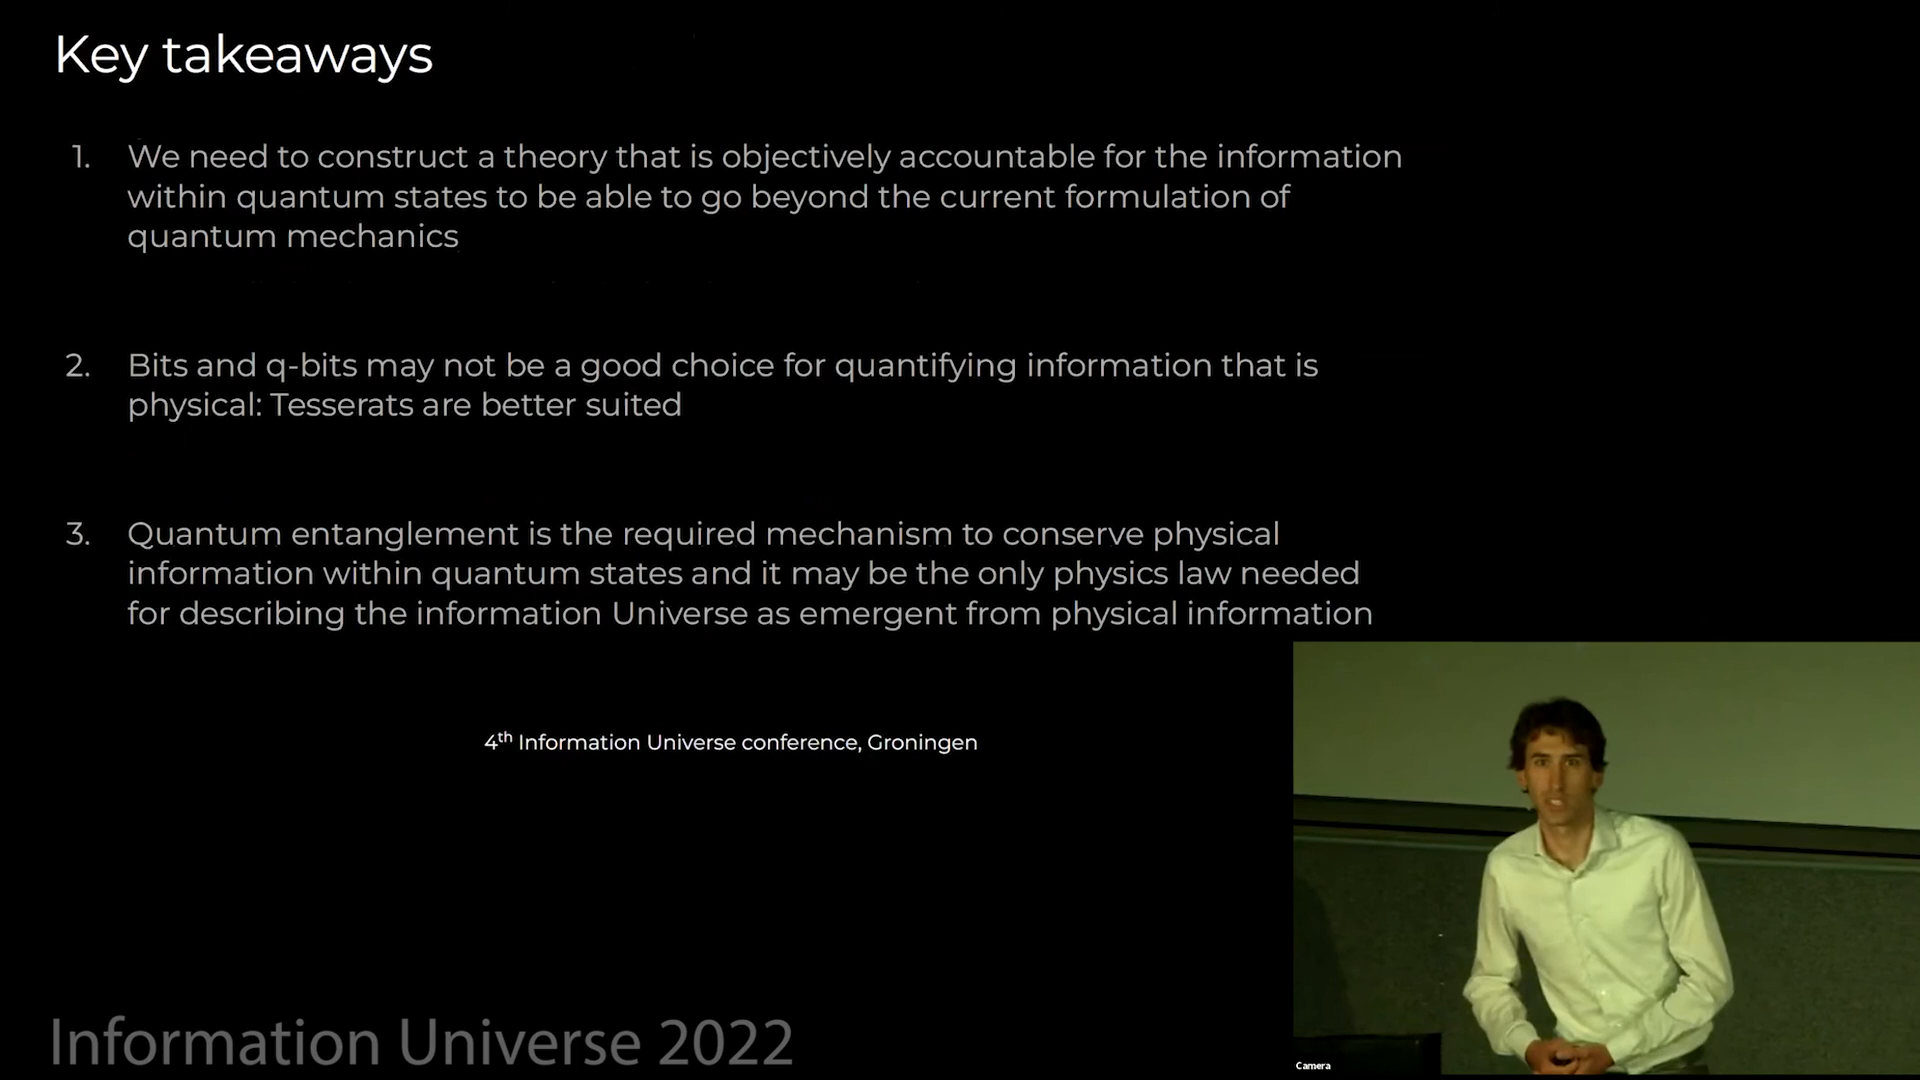 Key takeaways
1. We need to construct a theory that is objectively accountable for the information
within quantum states to be able to go beyond the current formulation of
quantum mechanics
2. Bits and q-bits may not be a good choice for quantifying information that is
physical: Tesserats are better suited
3. Quantum entanglement is the required mechanism to conserve physical
information within quantum states and it may be the only physics law needed
for describing the information Universe as emergent from physical information
4th Information Universe conference, Groningen
Information Universe 2022
Camera